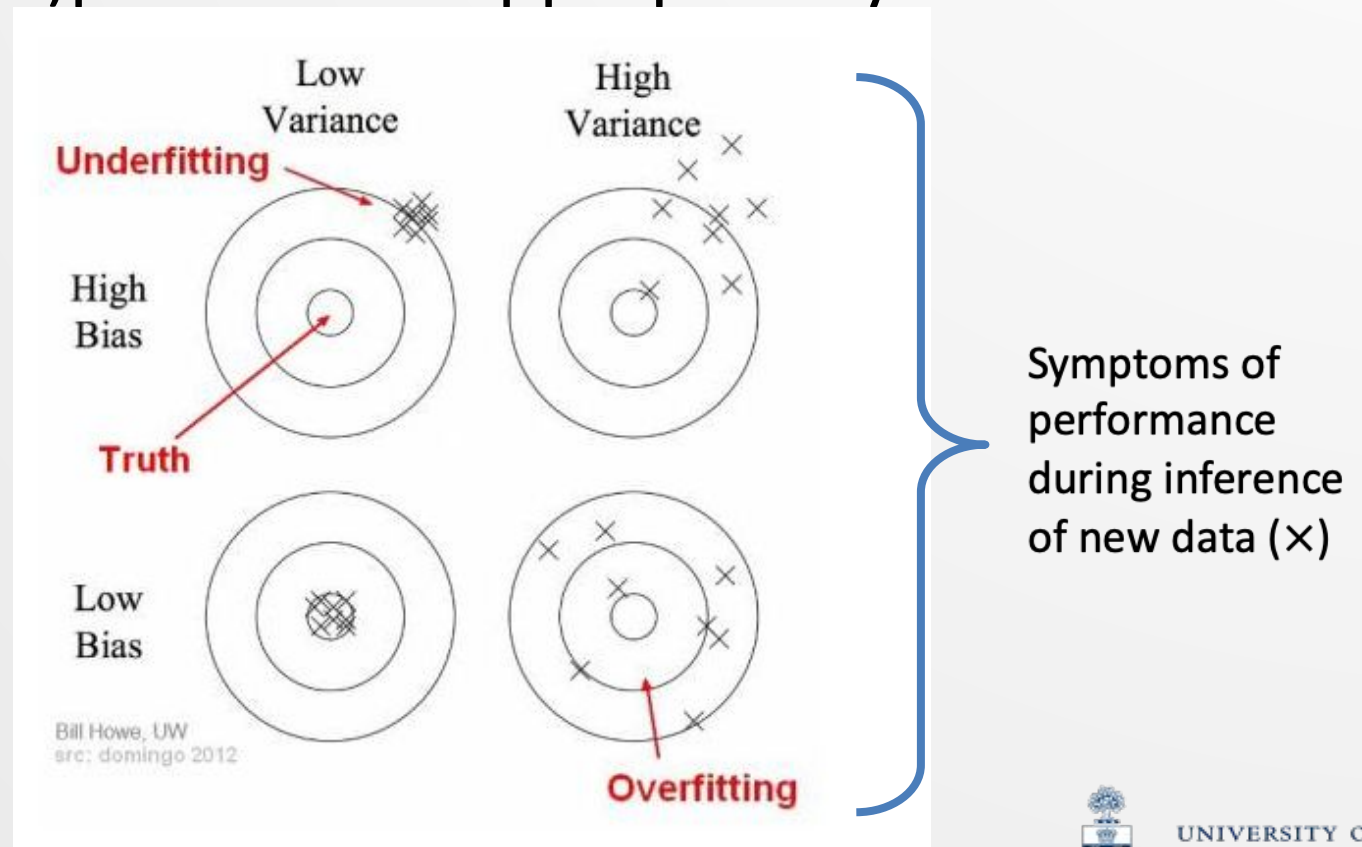 Low
Variance
High
Variance
Underfitting
High
Bias
Truth
Low
Bias
Overfitting
Bill Howe, UW
src: domingo 2012
Symptoms of
performance
during inference
of new data (×)
UNIVERSITY